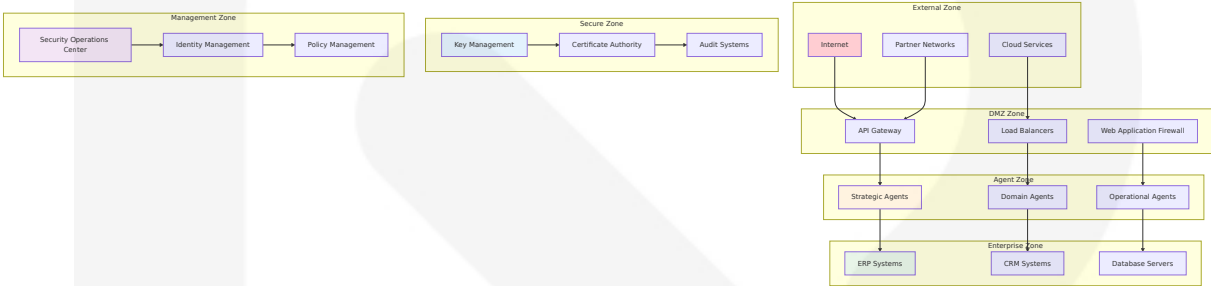 Management Zone
Security Operations
Center
Identity Management
Policy Management
Secure Zone
Key Management
Certificate Authority
Audit Systems
External Zone
Internet
Partner Networks
Cloud Services
DMZ Zone
API Gateway
Load Balancers
Web Application Firewall
Agent Zone
Strategic Agents
Domain Agents
Operational Agents
Enterprise Zone
ERP Systems
CRM Systems
Database Servers